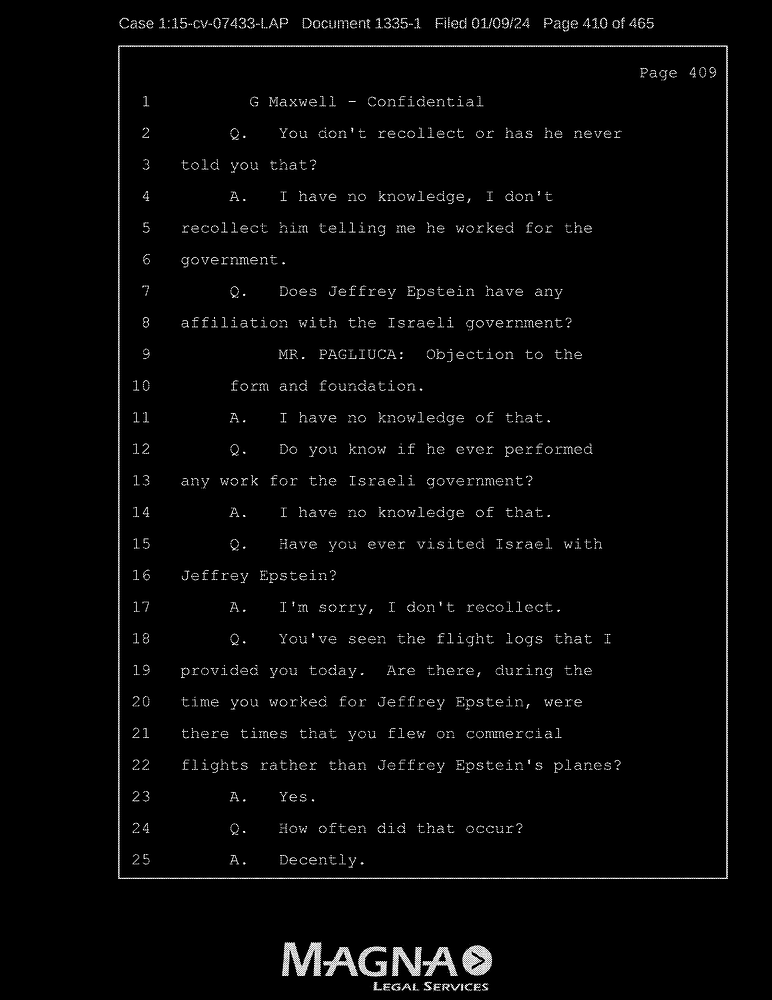 Case 1:15-cv-07433-LAP Document 1335-1 Filed 01/09/24 Page 410 of 465
Page 409
1 G Maxwell - Confidential
2 Q. You don't recollect or has he never
3 told you that?
4 A. I have no knowledge, I don't
5 recollect him telling me he worked for the
6 government.
7 Q. Does Jeffrey Epstein have any
8 affiliation with the Israeli government?
9 MR. PAGLIUCA: Objection to the
10 form and foundation.
11 A. I have no knowledge of that.
12 Q. Do you know if he ever performed
13 any work for the Israeli government?
14 A. I have no knowledge of that.
15 Q. Have you ever visited Israel with
16 Jeffrey Epstein?
17 A. I'm sorry, I don't recollect.
18 Q. You've seen the flight logs that I
19 provided you today. Are there, during the
20 time you worked for Jeffrey Epstein, were
21 there times that you flew on commercial
22 flights rather than Jeffrey Epstein's planes?
23 A. Yes.
24 Q. How often did that occur?
25 A. Decently.
MAGNA
LEGAL SERVICES